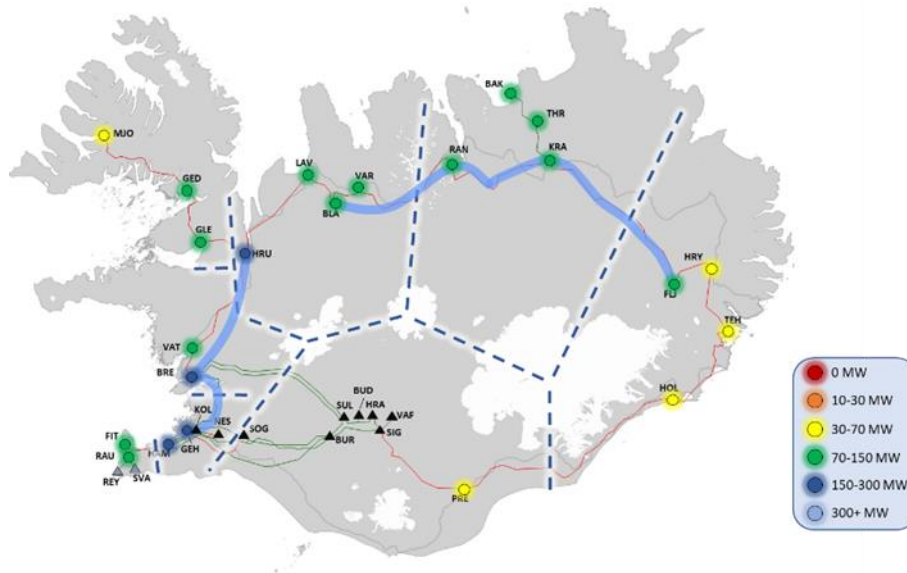 BAK
THR
MJO
RAN
KRA
LAV
VAR
GED
BLA
GLE
HRU
HRY
FLJ
TEH
VAT
BRE
HOL
KOL
NES
SOG
SUL
BUD
HRA
VAF
BUR
SIG
FIT
RAU
HAM
GEH
REY
SVA
PRE
0 MW
10-30 MW
30-70 MW
70-150 MW
150-300 MW
300+ MW